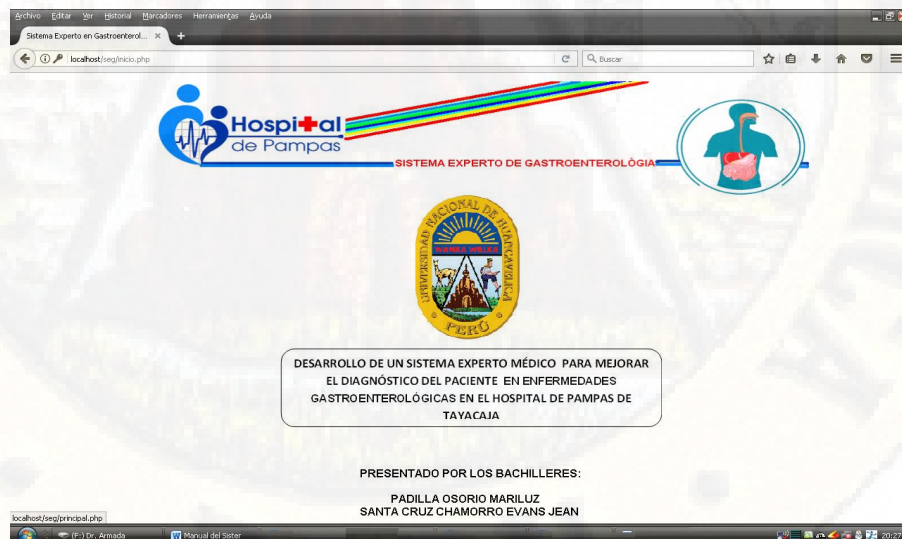 Archivo Editar Ver Historial Marcadores Herramientas Ayuda
Sistema Experto en Gastroenterol... × +
localhost/seg/inicio.php
Buscar
Hospital
de Pampas
SISTEMA EXPERTO DE GASTROENTEROLÓGIA
UNIVERSIDAD NACIONAL DE HUANCAVELICA
WANKA WILLKA
PERÚ
DESARROLLO DE UN SISTEMA EXPERTO MÉDICO PARA MEJORAR
EL DIAGNÓSTICO DEL PACIENTE EN ENFERMEDADES
GASTROENTEROLÓGICAS EN EL HOSPITAL DE PAMPAS DE
TAYACAJA
PRESENTADO POR LOS BACHILLERES:
PADILLA OSORIO MARILUZ
SANTA CRUZ CHAMORRO EVANS JEAN
localhost/seg/principal.php
(F:) Dr. Armada
Manual del Sister
20:27